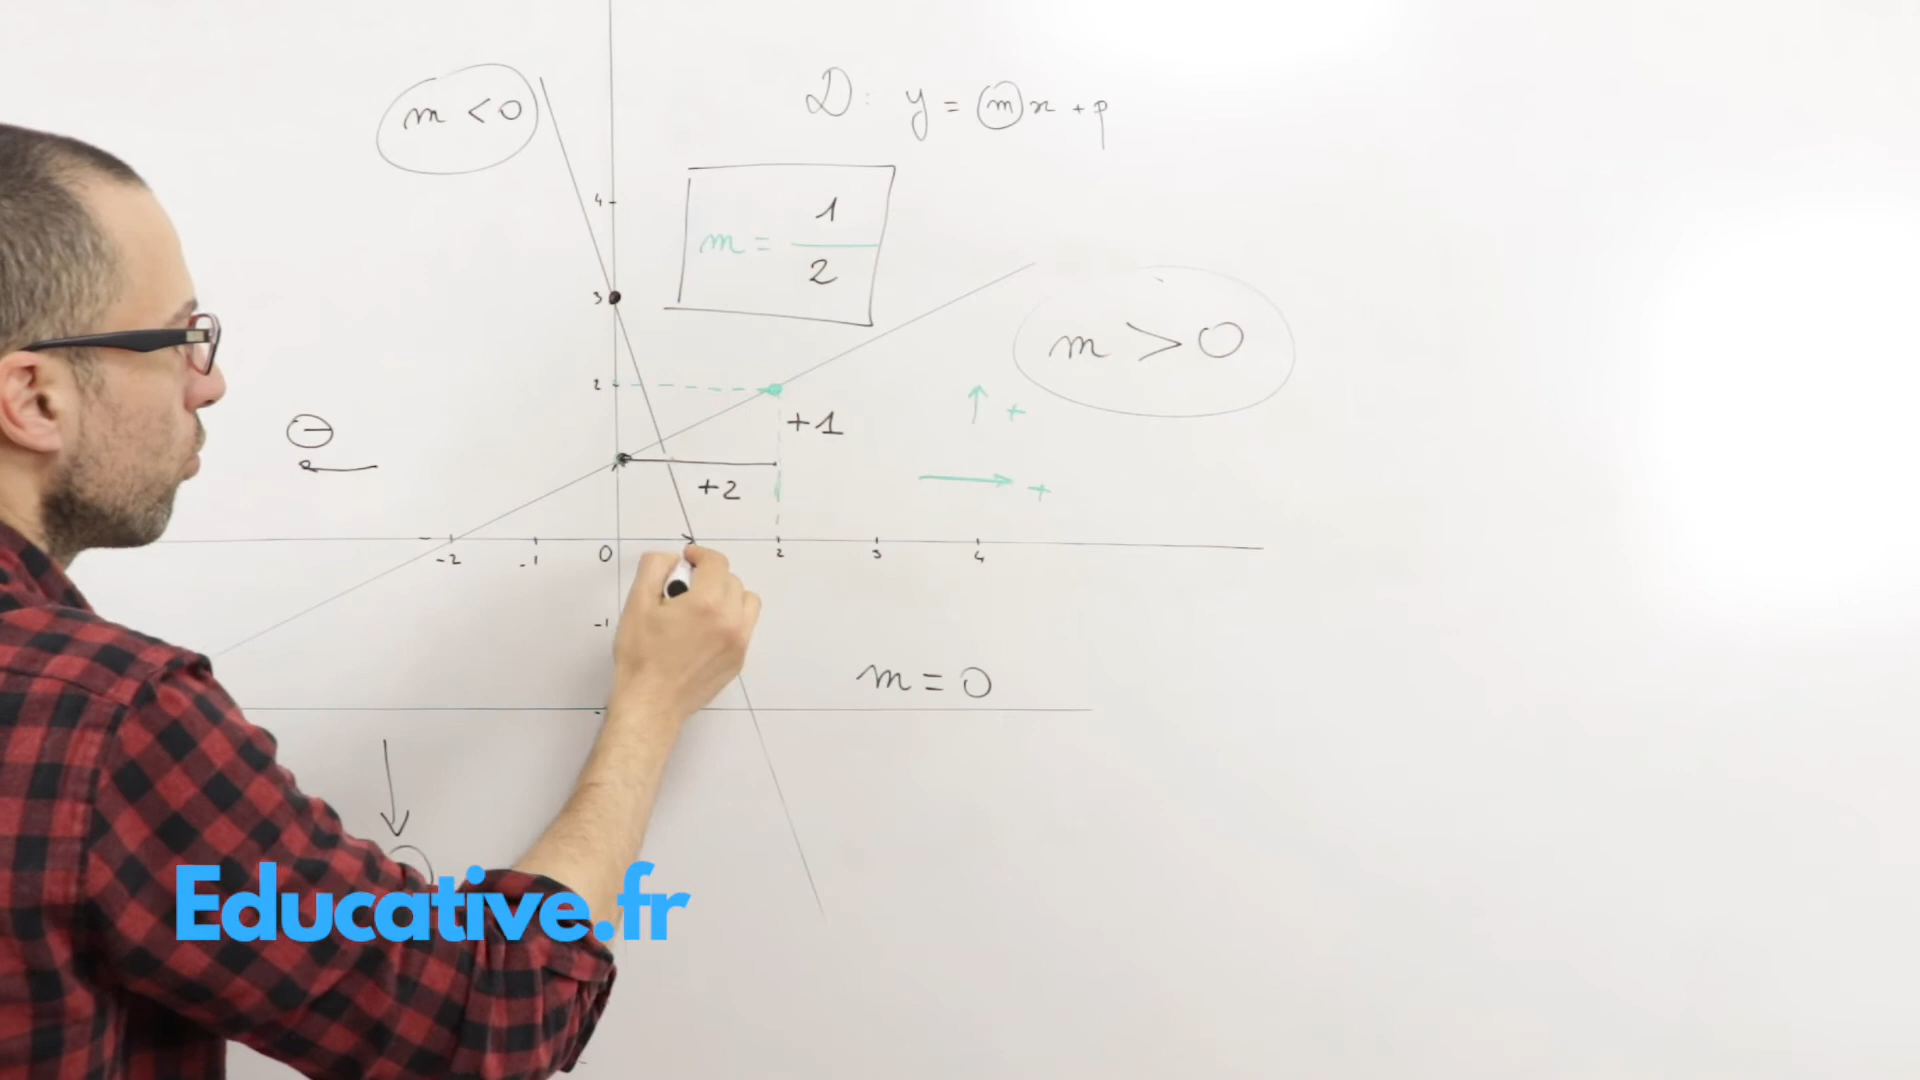 m < 0
D : y = m x + p
4
m = 1/2
3
m > 0
2
+1
↑ +
⊖
←
+2
→ +
-2 -1 0 2 3 4
-1
m = 0
↓
Educative.fr